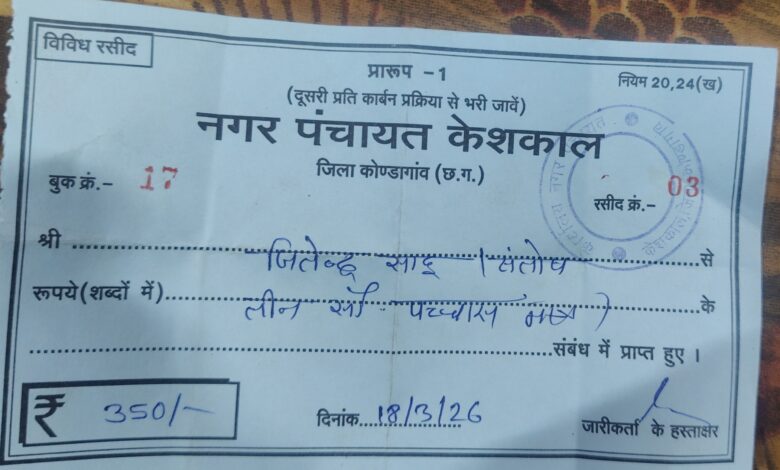 विविध रसीद
प्रारूप -1
नियम 20,24(ख)
(दूसरी प्रति कार्बन प्रक्रिया से भरी जावें)
नगर पंचायत केशकाल
जिला कोण्डागांव (छ.ग.)
बुक क्रं.- 17
रसीद क्रं.- 03
श्री जितेन्द्र साहू / संतोष से
रूपये(शब्दों में) तीन सौ पच्चास मात्र) के
संबंध में प्राप्त हुए ।
₹ 350/-
दिनांक 18/3/26
जारीकर्ता के हस्ताक्षर